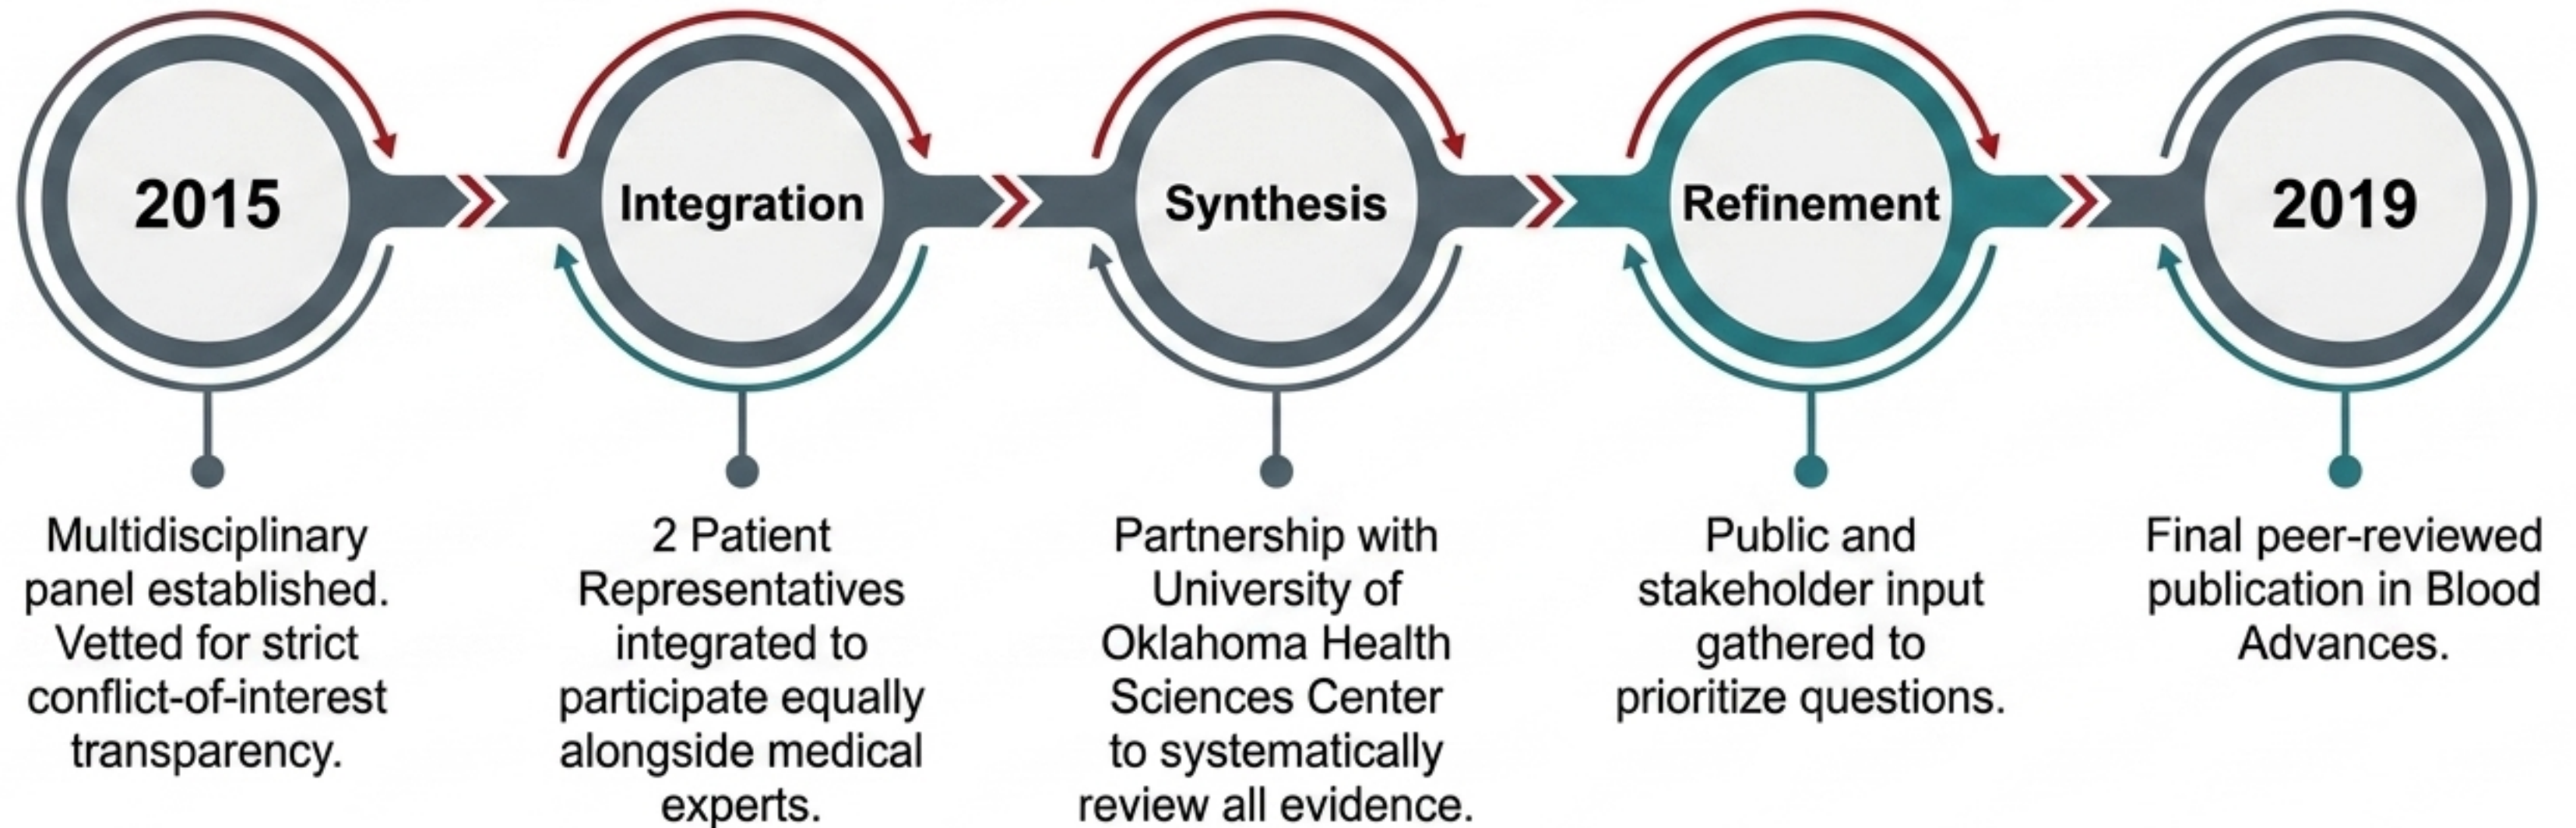 2015
Multidisciplinary
panel established.
Vetted for strict
conflict-of-interest
transparency.
Integration
2 Patient
Representatives
integrated to
participate equally
alongside medical
experts.
Synthesis
Partnership with
University of
Oklahoma Health
Sciences Center
to systematically
review all evidence.
Refinement
Public and
stakeholder input
gathered to
prioritize questions.
2019
Final peer-reviewed
publication in Blood
Advances.